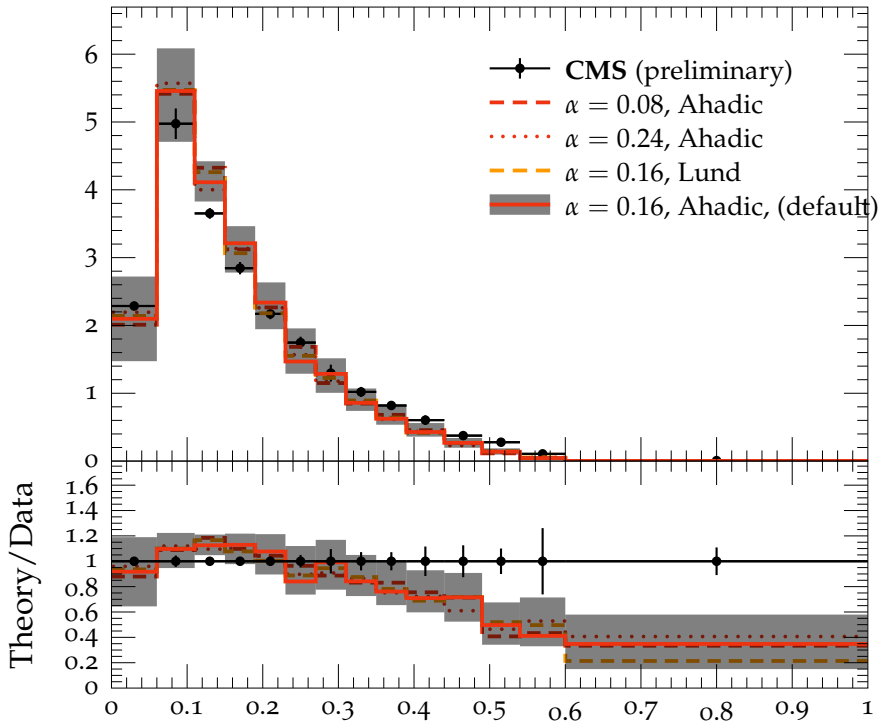 6
5
4
3
2
1
0
CMS (preliminary)
α = 0.08, Ahadic
α = 0.24, Ahadic
α = 0.16, Lund
α = 0.16, Ahadic, (default)
Theory/Data
1.6
1.4
1.2
1
0.8
0.6
0.4
0.2
0
0 0.1 0.2 0.3 0.4 0.5 0.6 0.7 0.8 0.9 1